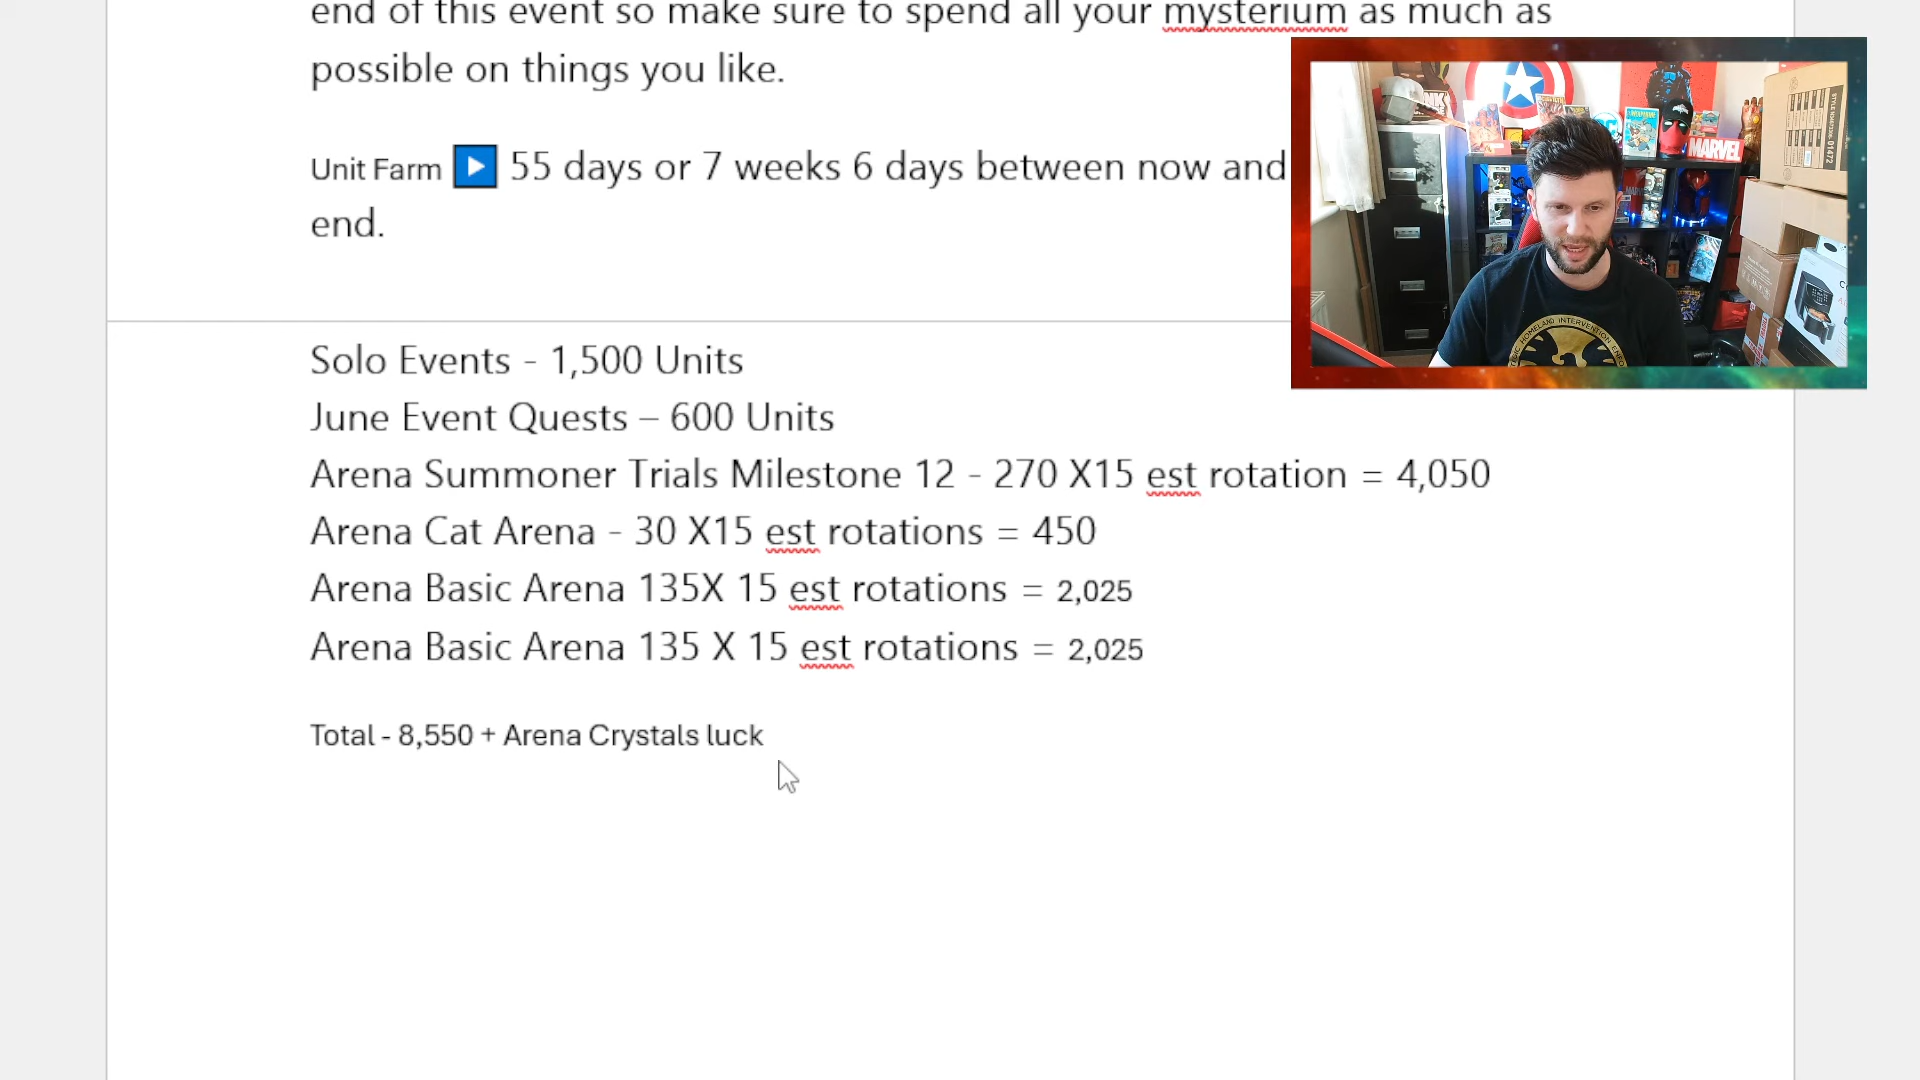 end of this event so make sure to spend all your mysterium as much as
possible on things you like.
Unit Farm ▶ 55 days or 7 weeks 6 days between now and
end.
Solo Events - 1,500 Units
June Event Quests – 600 Units
Arena Summoner Trials Milestone 12 - 270 X15 est rotation = 4,050
Arena Cat Arena - 30 X15 est rotations = 450
Arena Basic Arena 135X 15 est rotations = 2,025
Arena Basic Arena 135 X 15 est rotations = 2,025
Total - 8,550 + Arena Crystals luck
MARVEL
HOMELAND INTERVENTION